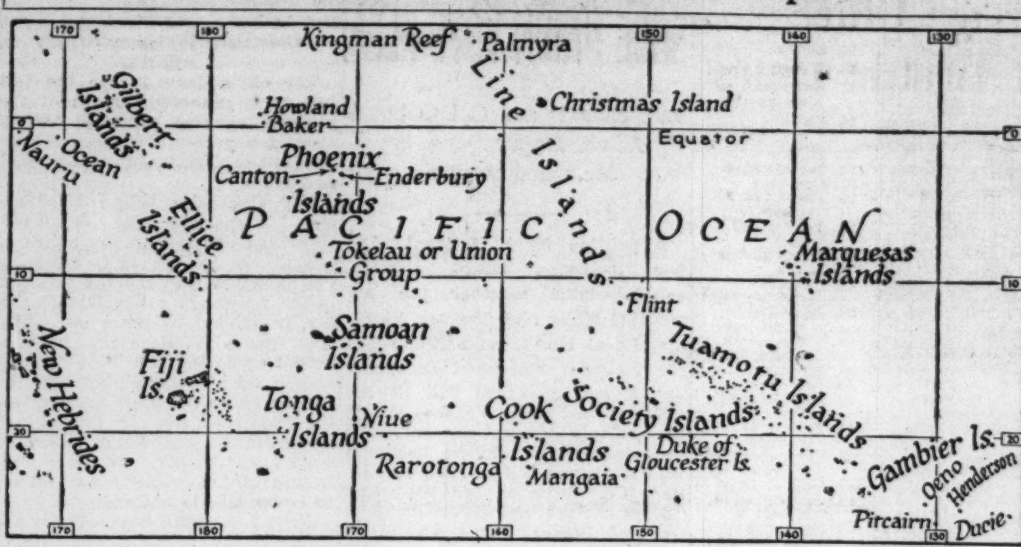 170 180 150 140 130
Kingman Reef Palmyra
Line Islands
Gilbert
Islands
Howland
Baker
Christmas Island
0 0
Equator
Nauru
Ocean
Phoenix
Canton Enderbury
Islands
Ellice
Islands
PACIFIC OCEAN
Tokelau or Union
Group
Marquesas
Islands
10 10
Flint
New Hebrides
Fiji
Is.
Samoan
Islands
Tuamotu Islands
Tonga
Islands
Niue
Cook
Islands
Society Islands
20 20
Duke of
Gloucester Is.
Rarotonga
Mangaia
Gambier Is.
Oeno
Henderson
Pitcairn
Ducie
170 180 170 160 150 140 130